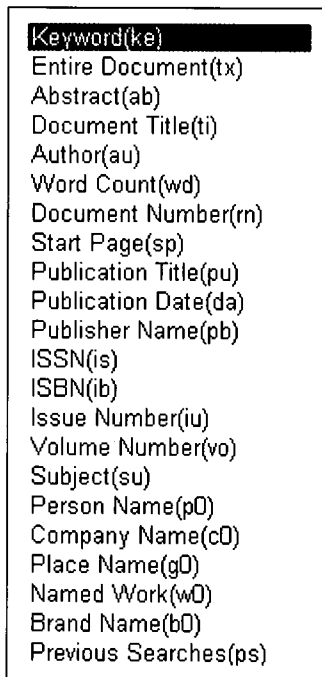 Keyword(ke)
Entire Document(tx)
Abstract(ab)
Document Title(ti)
Author(au)
Word Count(wd)
Document Number(rn)
Start Page(sp)
Publication Title(pu)
Publication Date(da)
Publisher Name(pb)
ISSN(is)
ISBN(ib)
Issue Number(iu)
Volume Number(vo)
Subject(su)
Person Name(p0)
Company Name(c0)
Place Name(g0)
Named Work(w0)
Brand Name(b0)
Previous Searches(ps)